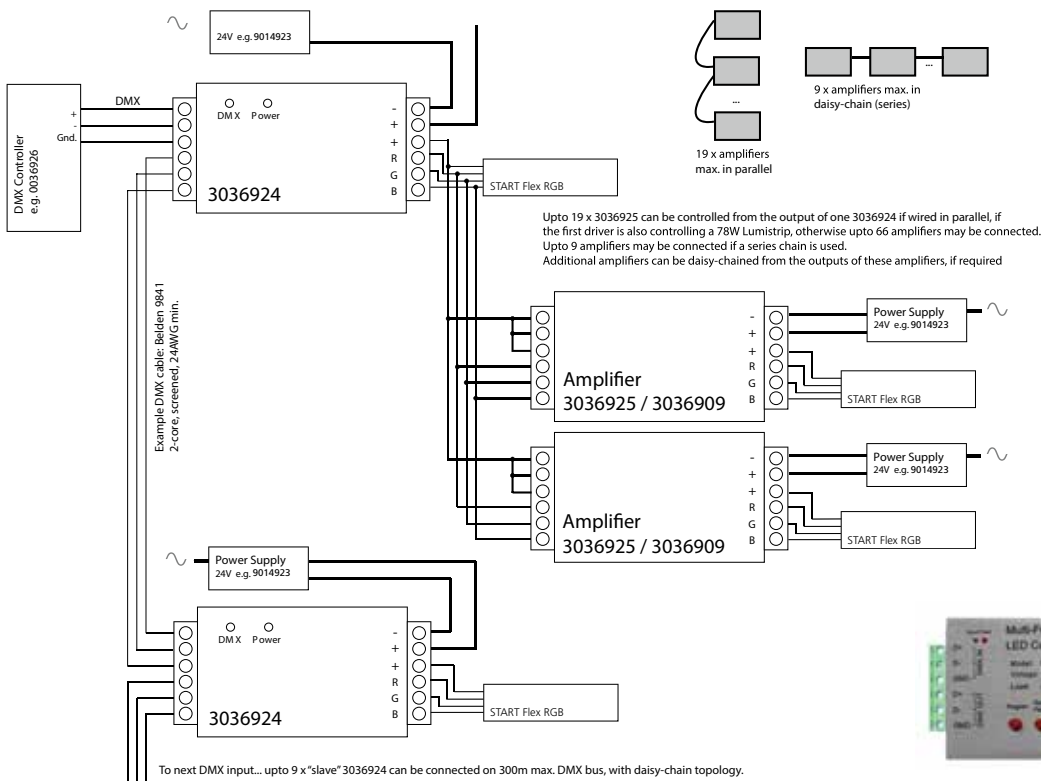 24V e.g. 9014923
DMX Controller
e.g. 0036926
+
-
Gnd.
DMX
DMX Power
3036924
-
+
+
R
G
B
START Flex RGB
...
19 x amplifiers
max. in parallel
...
9 x amplifiers max. in
daisy-chain (series)
Upto 19 x 3036925 can be controlled from the output of one 3036924 if wired in parallel, if
the first driver is also controlling a 78W Lumistrip, otherwise upto 66 amplifiers may be connected.
Upto 9 amplifiers may be connected if a series chain is used.
Additional amplifiers can be daisy-chained from the outputs of these amplifiers, if required
Example DMX cable: Belden 9841
2-core, screened, 24AWG min.
Amplifier
3036925 / 3036909
-
+
+
R
G
B
Power Supply
24V e.g. 9014923
START Flex RGB
Amplifier
3036925 / 3036909
-
+
+
R
G
B
Power Supply
24V e.g. 9014923
START Flex RGB
Power Supply
24V e.g. 9014923
DMX Power
3036924
-
+
+
R
G
B
START Flex RGB
To next DMX input... upto 9 x "slave" 3036924 can be connected on 300m max. DMX bus, with daisy-chain topology.